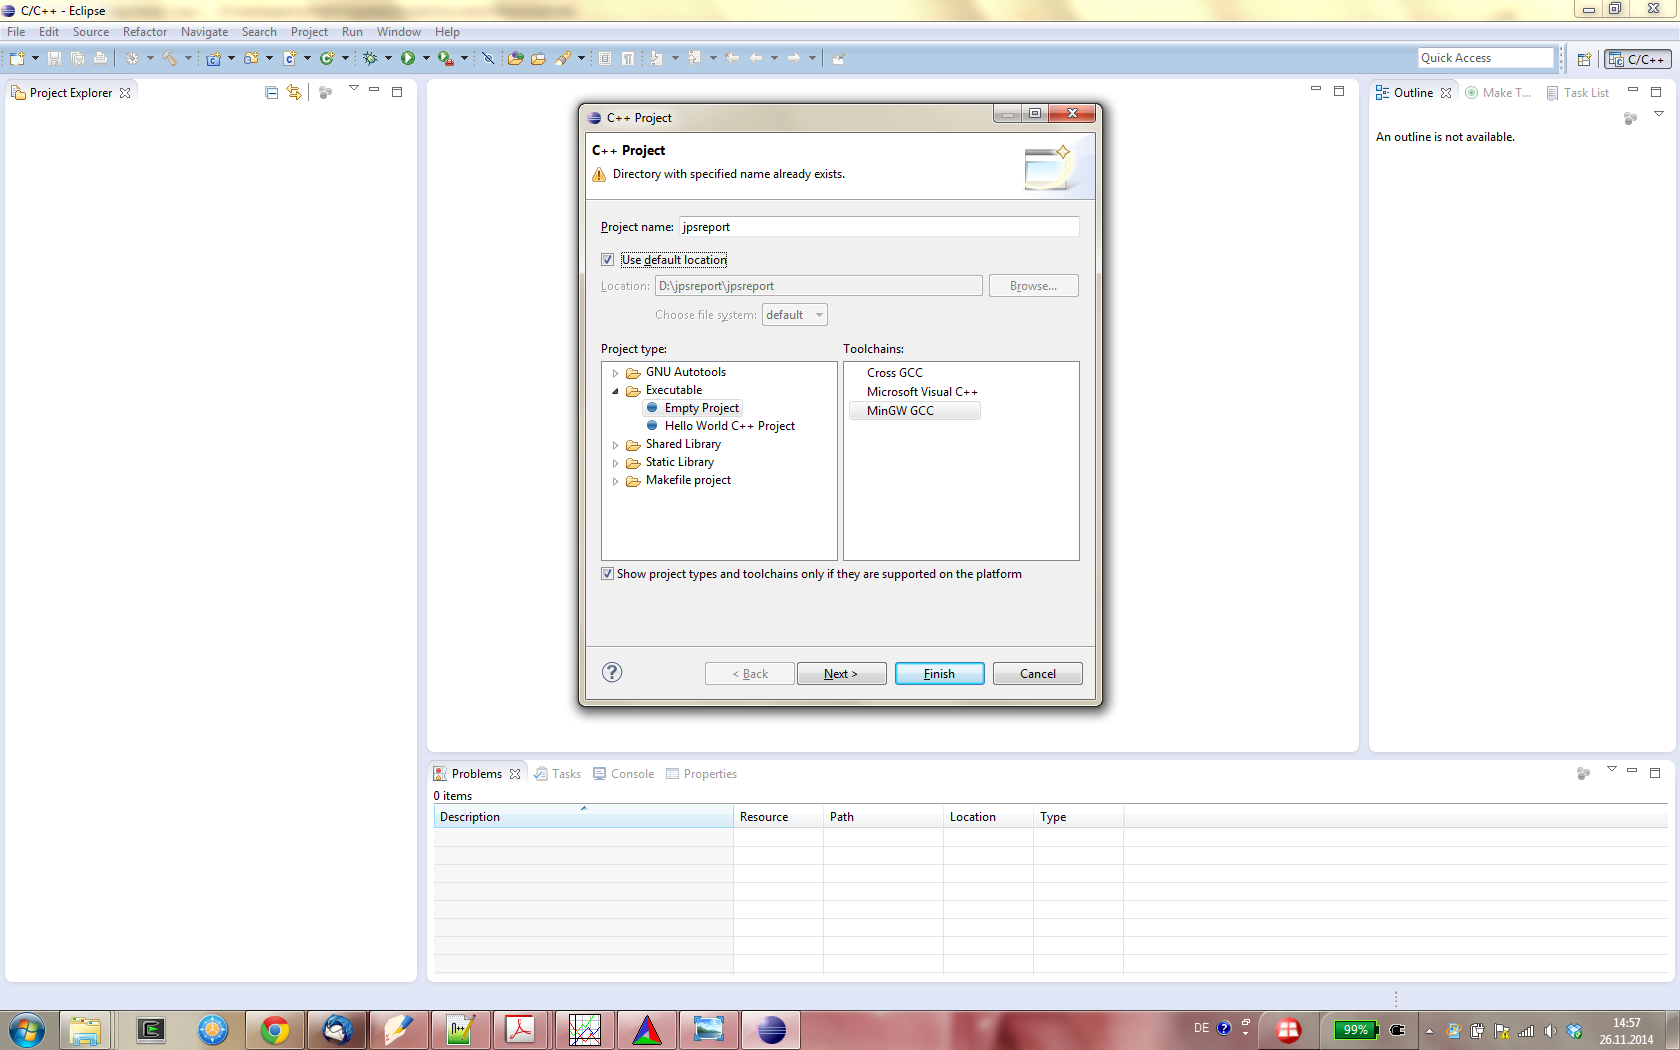 C/C++ - Eclipse
File Edit Source Refactor Navigate Search Project Run Window Help
Quick Access
C/C++
Project Explorer
Outline Make T... Task List
An outline is not available.
C++ Project
C++ Project
Directory with specified name already exists.
Project name: jpsreport
Use default location
Location: D:\jpsreport\jpsreport Browse...
Choose file system: default
Project type: Toolchains:
GNU Autotools
Executable
Empty Project
Hello World C++ Project
Shared Library
Static Library
Makefile project
Cross GCC
Microsoft Visual C++
MinGW GCC
Show project types and toolchains only if they are supported on the platform
< Back Next > Finish Cancel
Problems Tasks Console Properties
0 items
Description Resource Path Location Type
DE
99%
14:57
26.11.2014